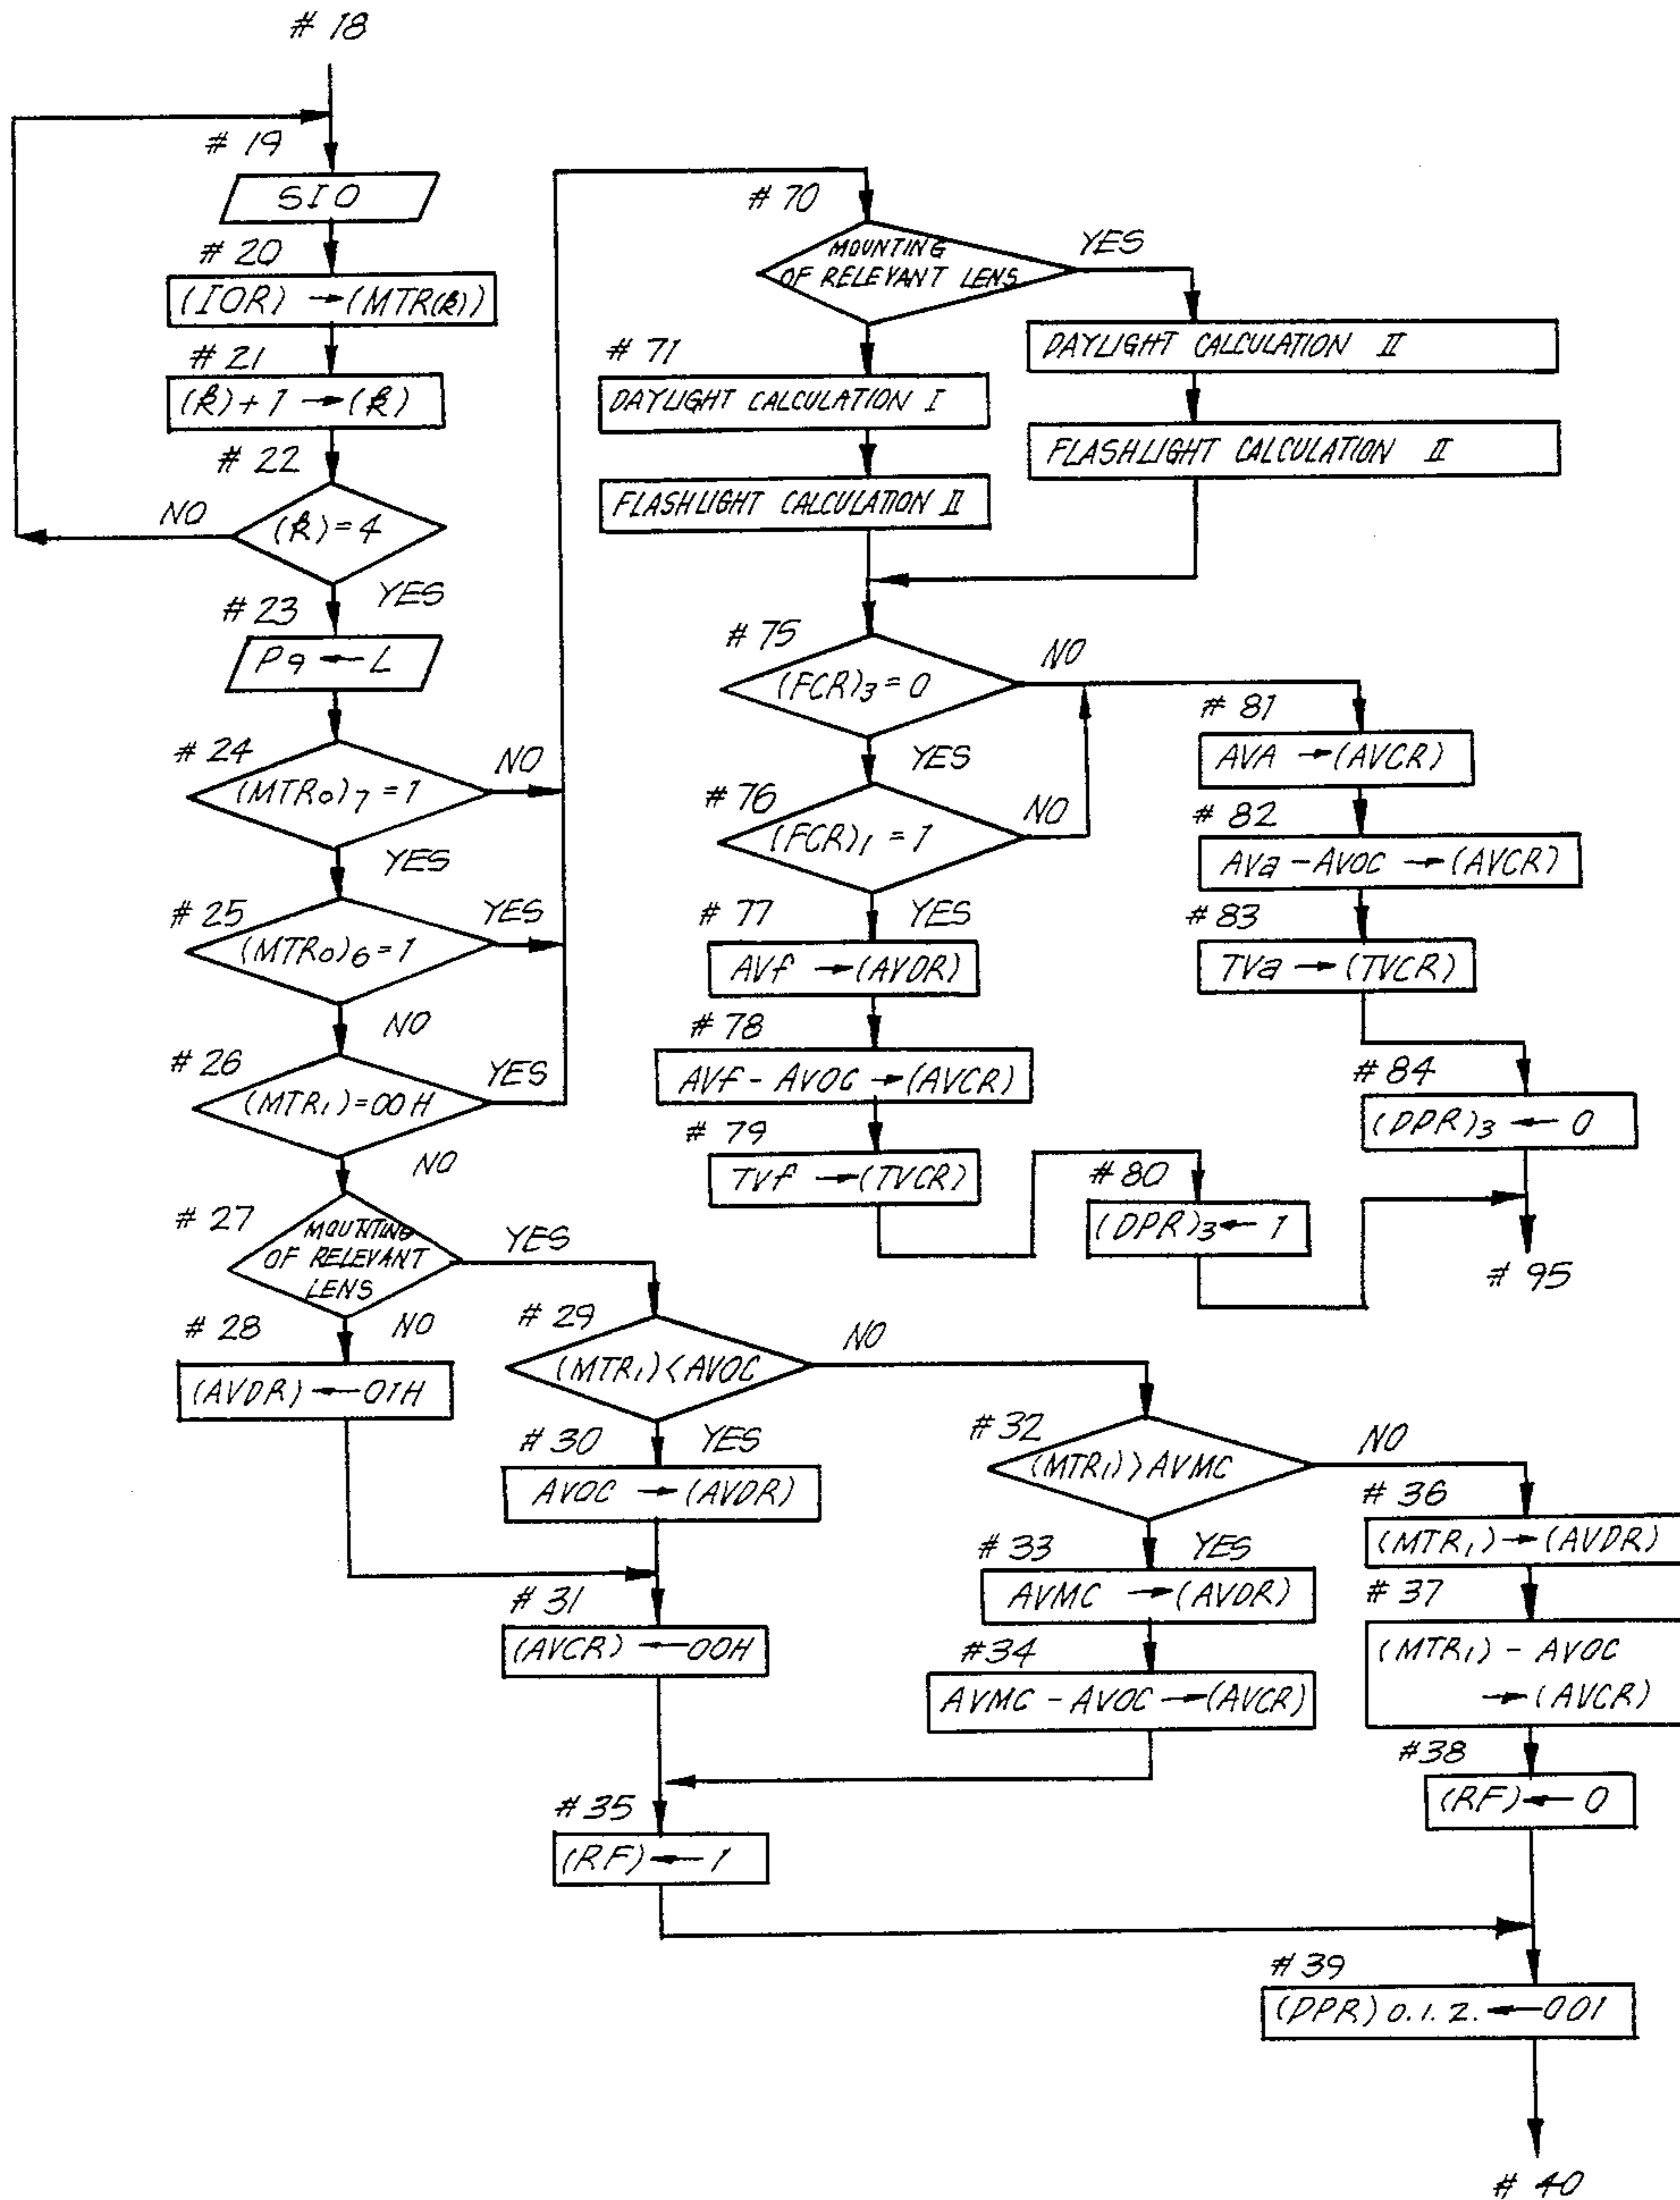 # 18
# 19
SIO
# 20
(IOR) → (MTR(k))
# 21
(k)+1 → (k)
# 22
(k)=4
NO
YES
# 23
P9 ← L
# 24
(MTR0)7=1
NO
YES
# 25
(MTR0)6=1
YES
NO
# 26
(MTR1)=00H
YES
NO
# 27
MOUNTING
OF RELEVANT
LENS
YES
NO
# 28
(AVDR) ← 01H
# 29
(MTR1)<AVOC
NO
YES
# 30
AVOC → (AVDR)
# 31
(AVCR) ← 00H
# 32
(MTR1)>AVMC
NO
YES
# 33
AVMC → (AVDR)
# 34
AVMC - AVOC → (AVCR)
# 35
(RF) ← 1
# 36
(MTR1) → (AVDR)
# 37
(MTR1) - AVOC
→ (AVCR)
# 38
(RF) ← 0
# 39
(DPR) 0.1.2. ← 001
# 40
# 70
MOUNTING
OF RELEVANT LENS
YES
DAYLIGHT CALCULATION II
FLASHLIGHT CALCULATION II
# 71
DAYLIGHT CALCULATION I
FLASHLIGHT CALCULATION II
# 75
(FCR)3=0
NO
YES
# 76
(FCR)1=1
NO
YES
# 77
AVf → (AVDR)
# 78
AVf - AVOC → (AVCR)
# 79
TVf → (TVCR)
# 80
(DPR)3 ← 1
# 81
AVA → (AVCR)
# 82
AVa - AVOC → (AVCR)
# 83
TVa → (TVCR)
# 84
(DPR)3 ← 0
# 95